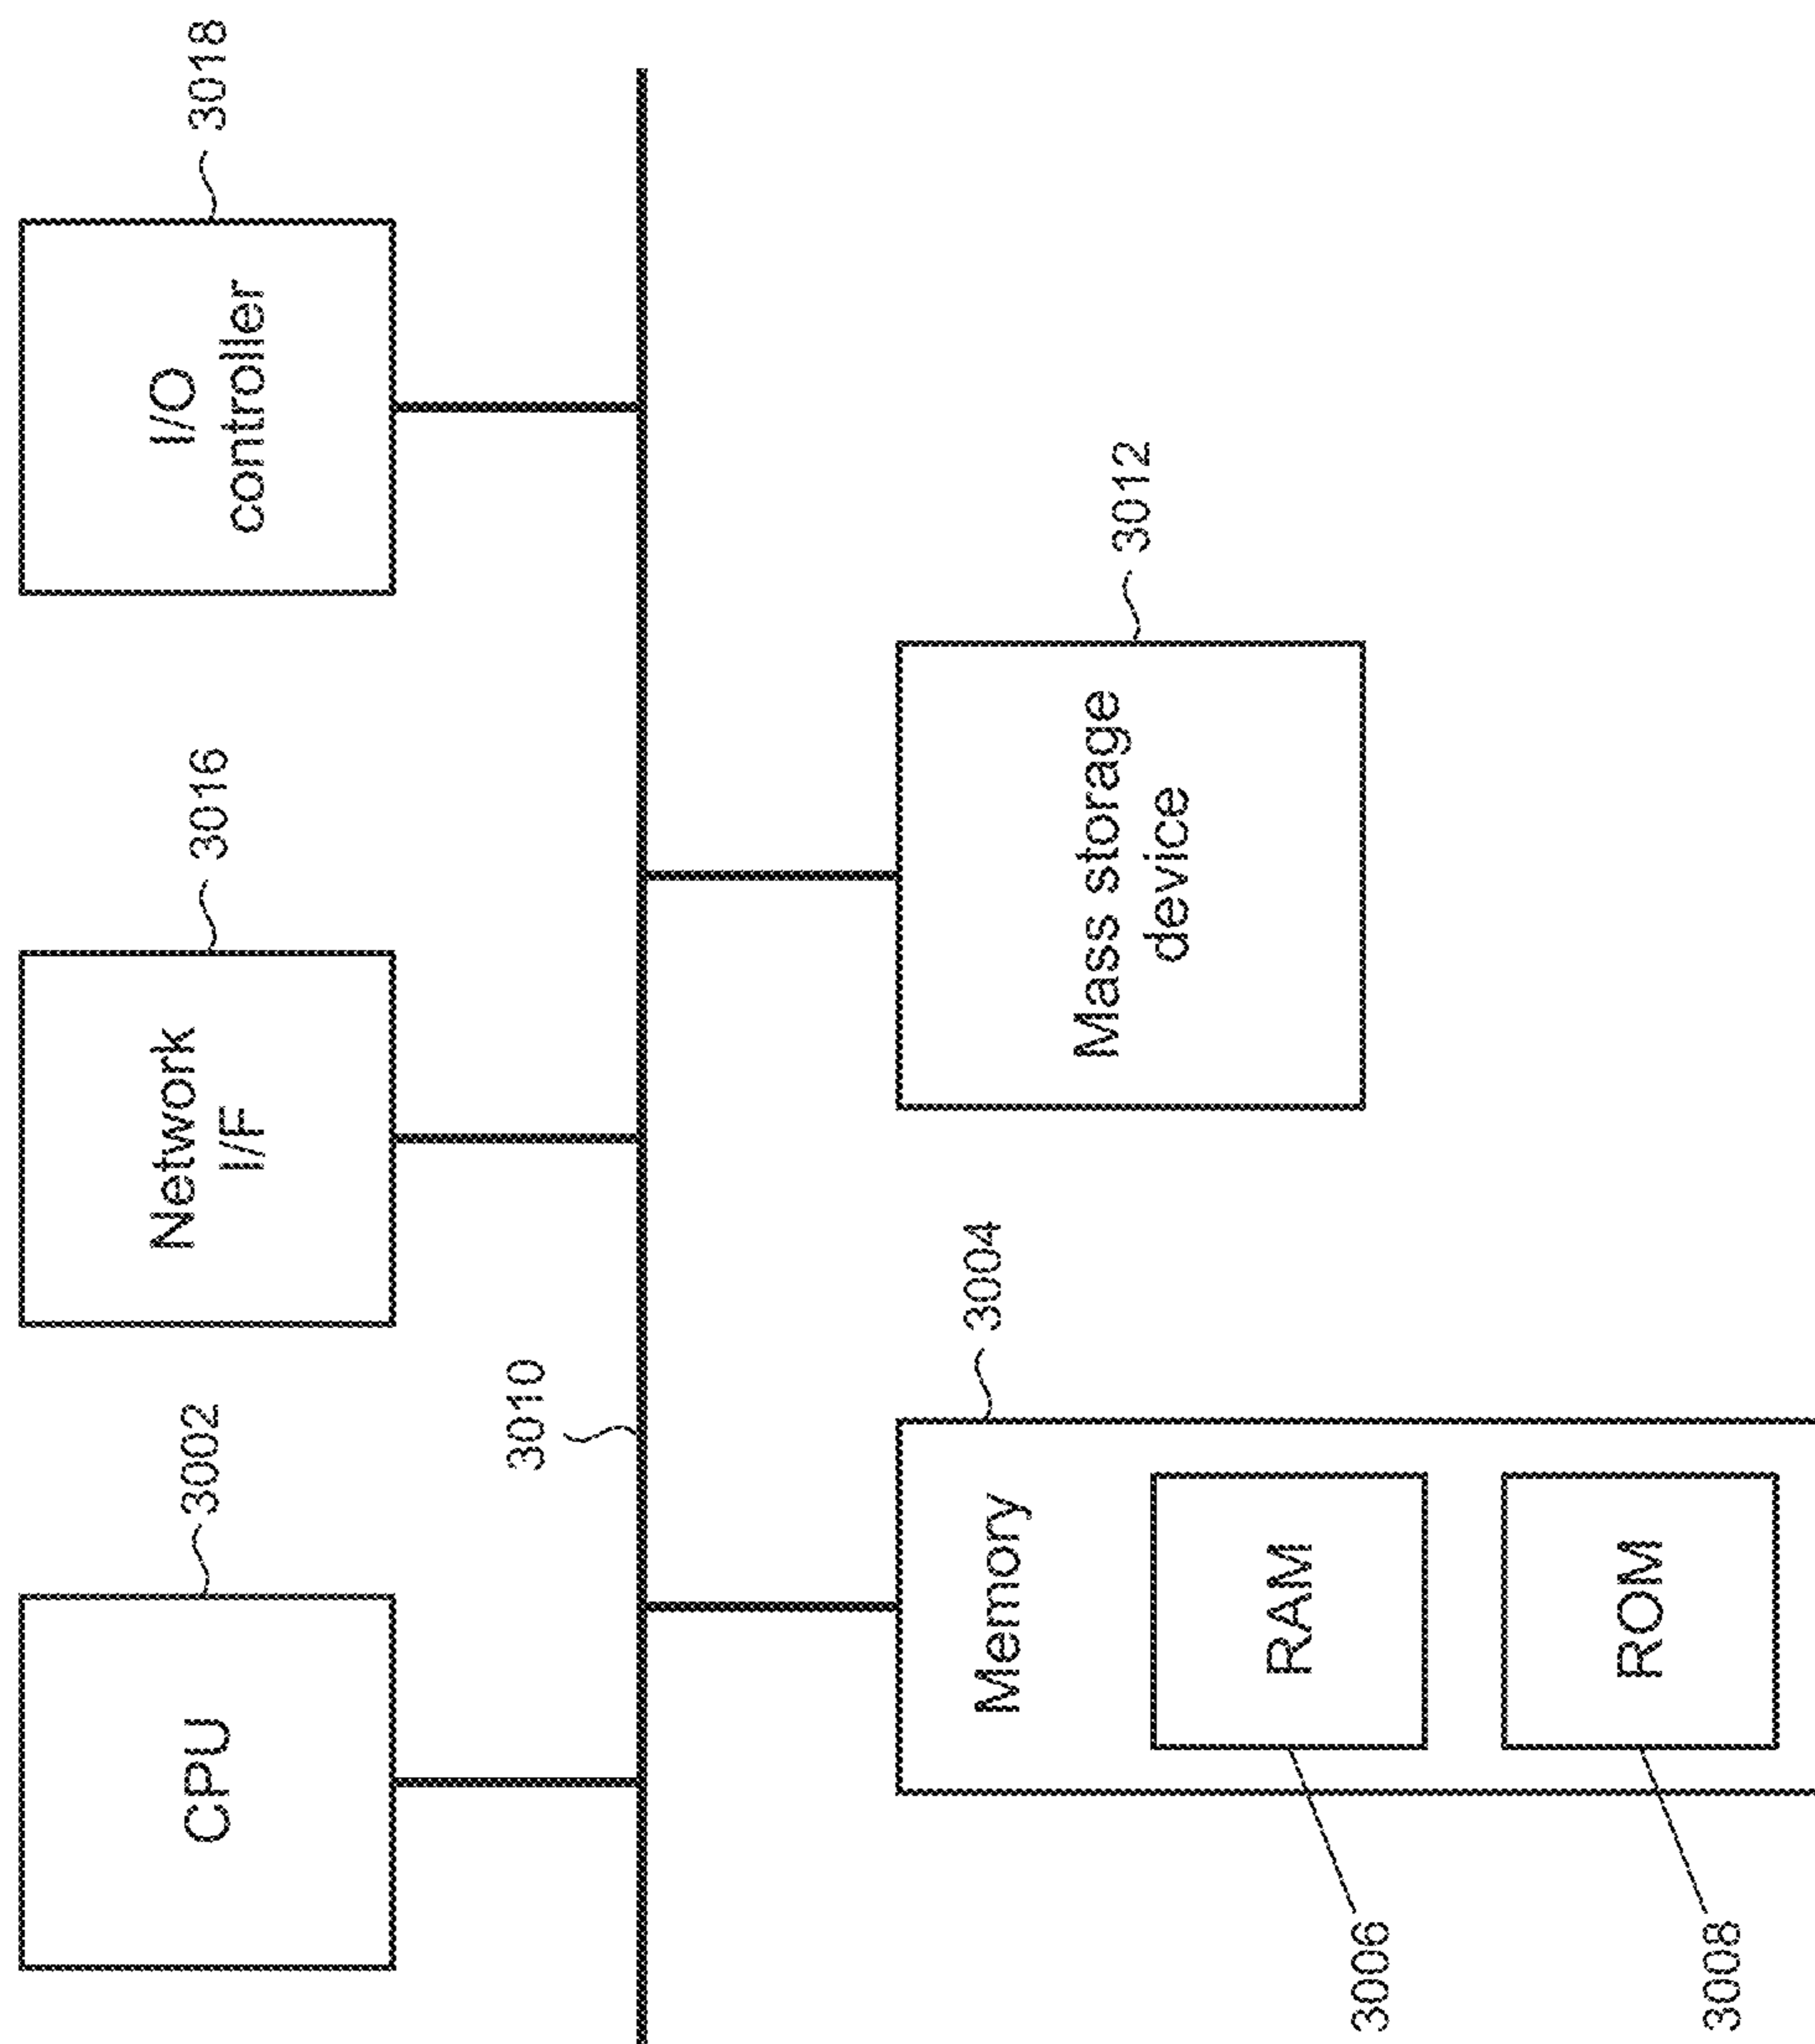 3002
CPU
3016
Network
I/F
3018
I/O
controller
3010
3004
Memory
RAM
ROM
3006
3008
3012
Mass storage
device